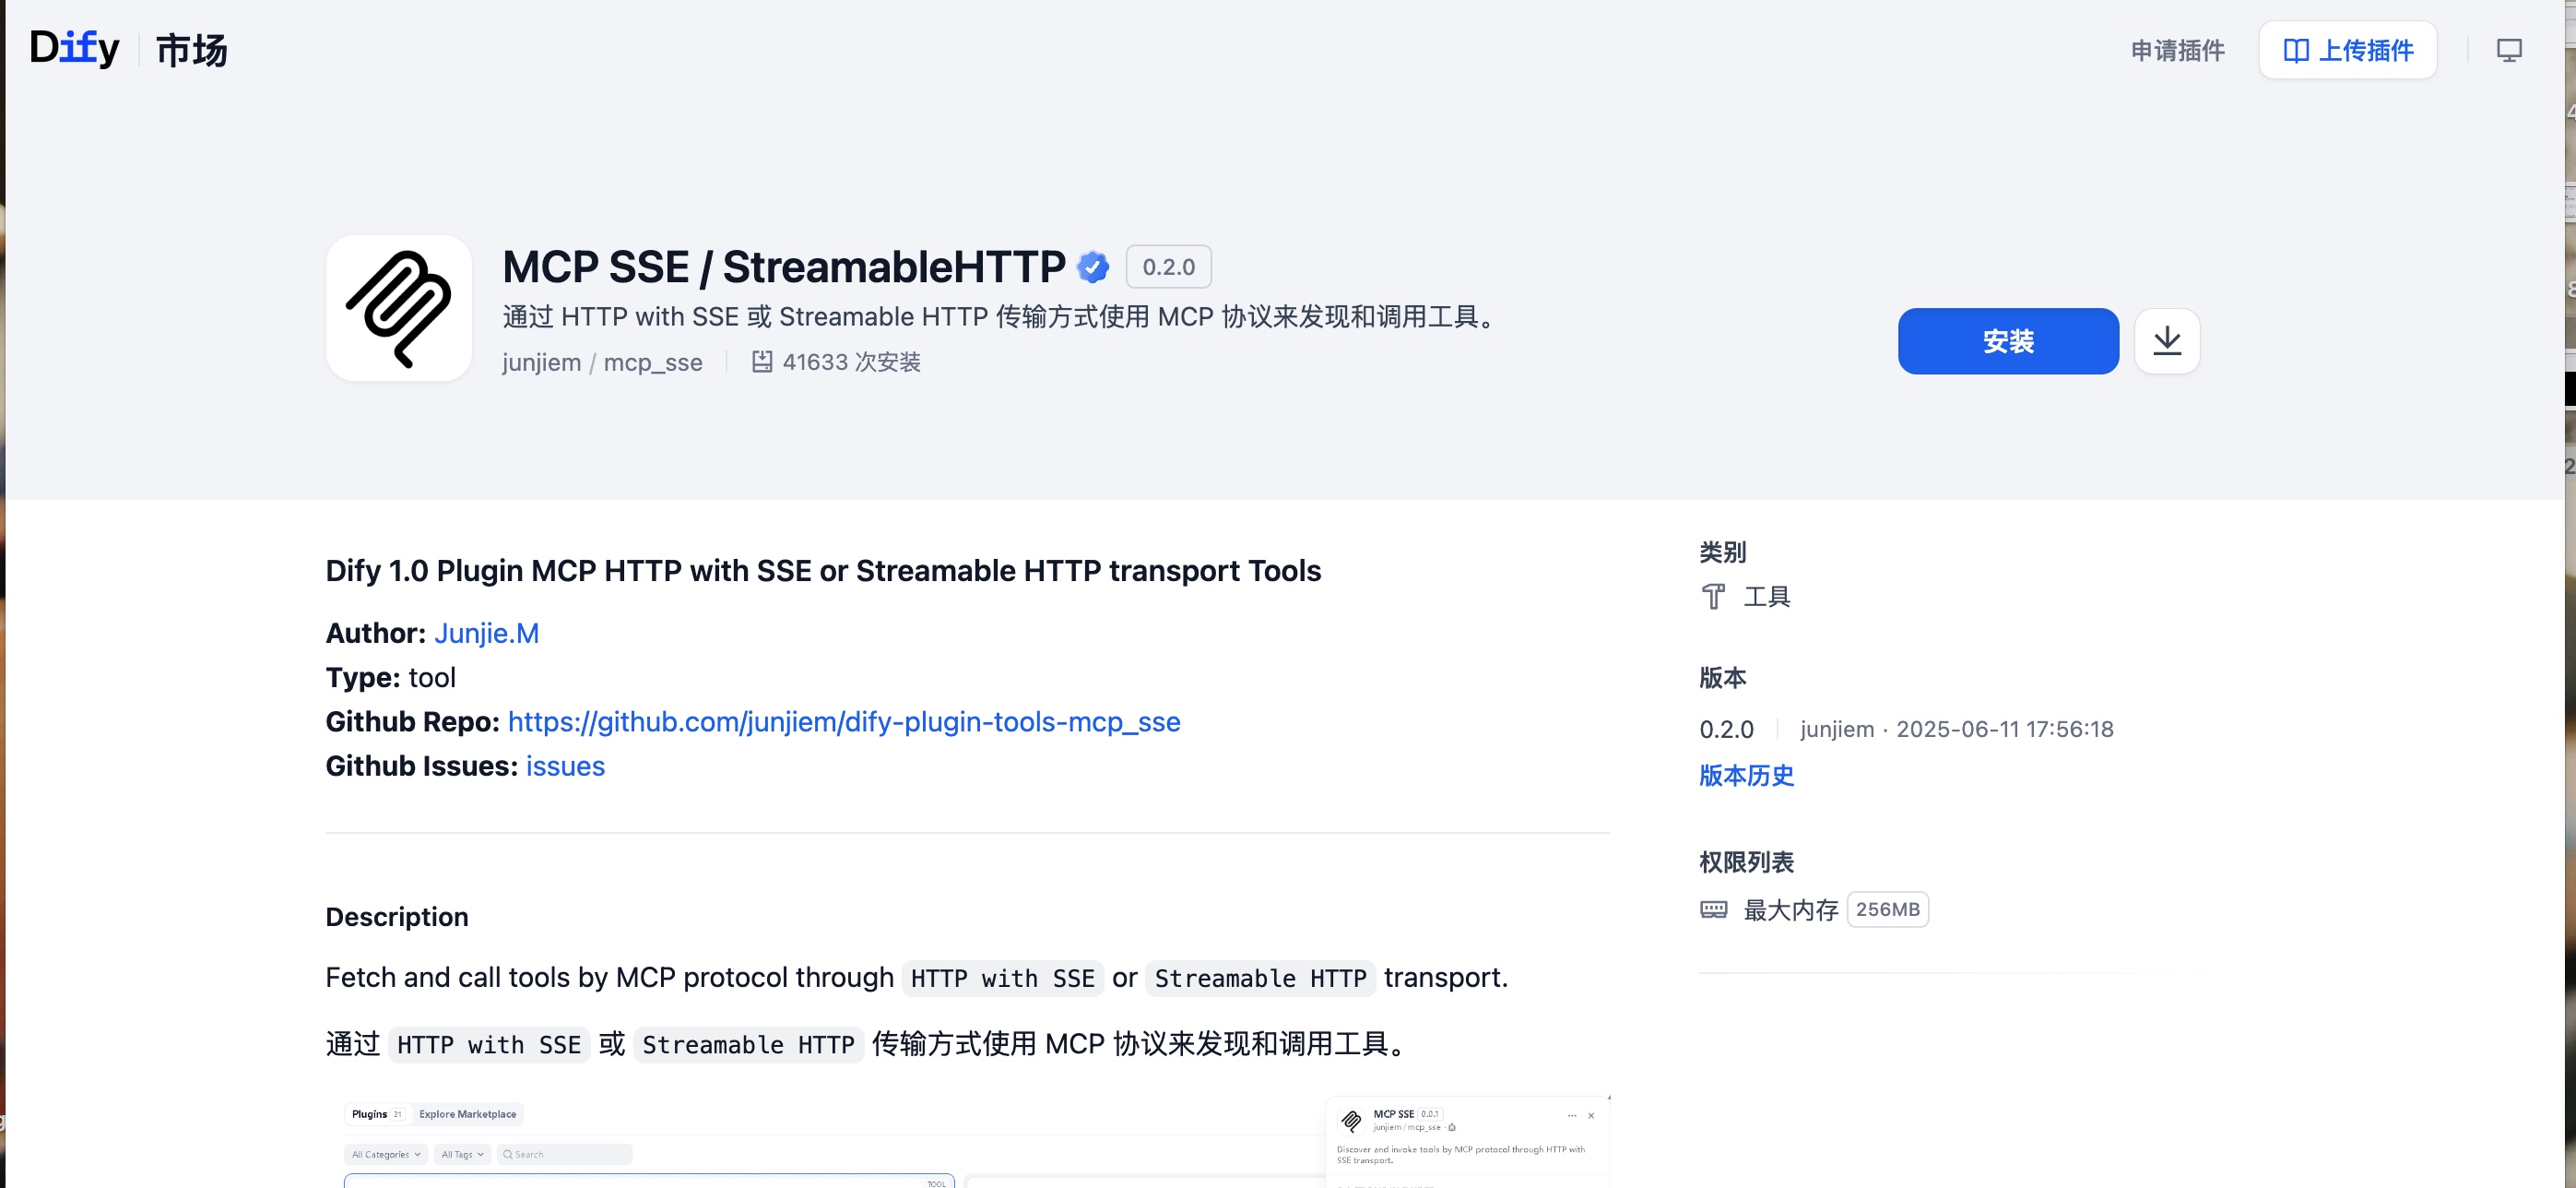 Dify 市场
申请插件
上传插件
MCP SSE / StreamableHTTP 0.2.0
通过 HTTP with SSE 或 Streamable HTTP 传输方式使用 MCP 协议来发现和调用工具。
junjiem / mcp_sse 41633 次安装
安装
Dify 1.0 Plugin MCP HTTP with SSE or Streamable HTTP transport Tools
Author: Junjie.M
Type: tool
Github Repo: https://github.com/junjiem/dify-plugin-tools-mcp_sse
Github Issues: issues
Description
Fetch and call tools by MCP protocol through HTTP with SSE or Streamable HTTP transport.
通过 HTTP with SSE 或 Streamable HTTP 传输方式使用 MCP 协议来发现和调用工具。
Plugins 21 Explore Marketplace
All Categories All Tags Search
TOOL
MCP SSE 0.0.1
junjiem / mcp_sse
Discover and invoke tools by MCP protocol through HTTP with
SSE transport.
类别
工具
版本
0.2.0 junjiem · 2025-06-11 17:56:18
版本历史
权限列表
最大内存 256MB